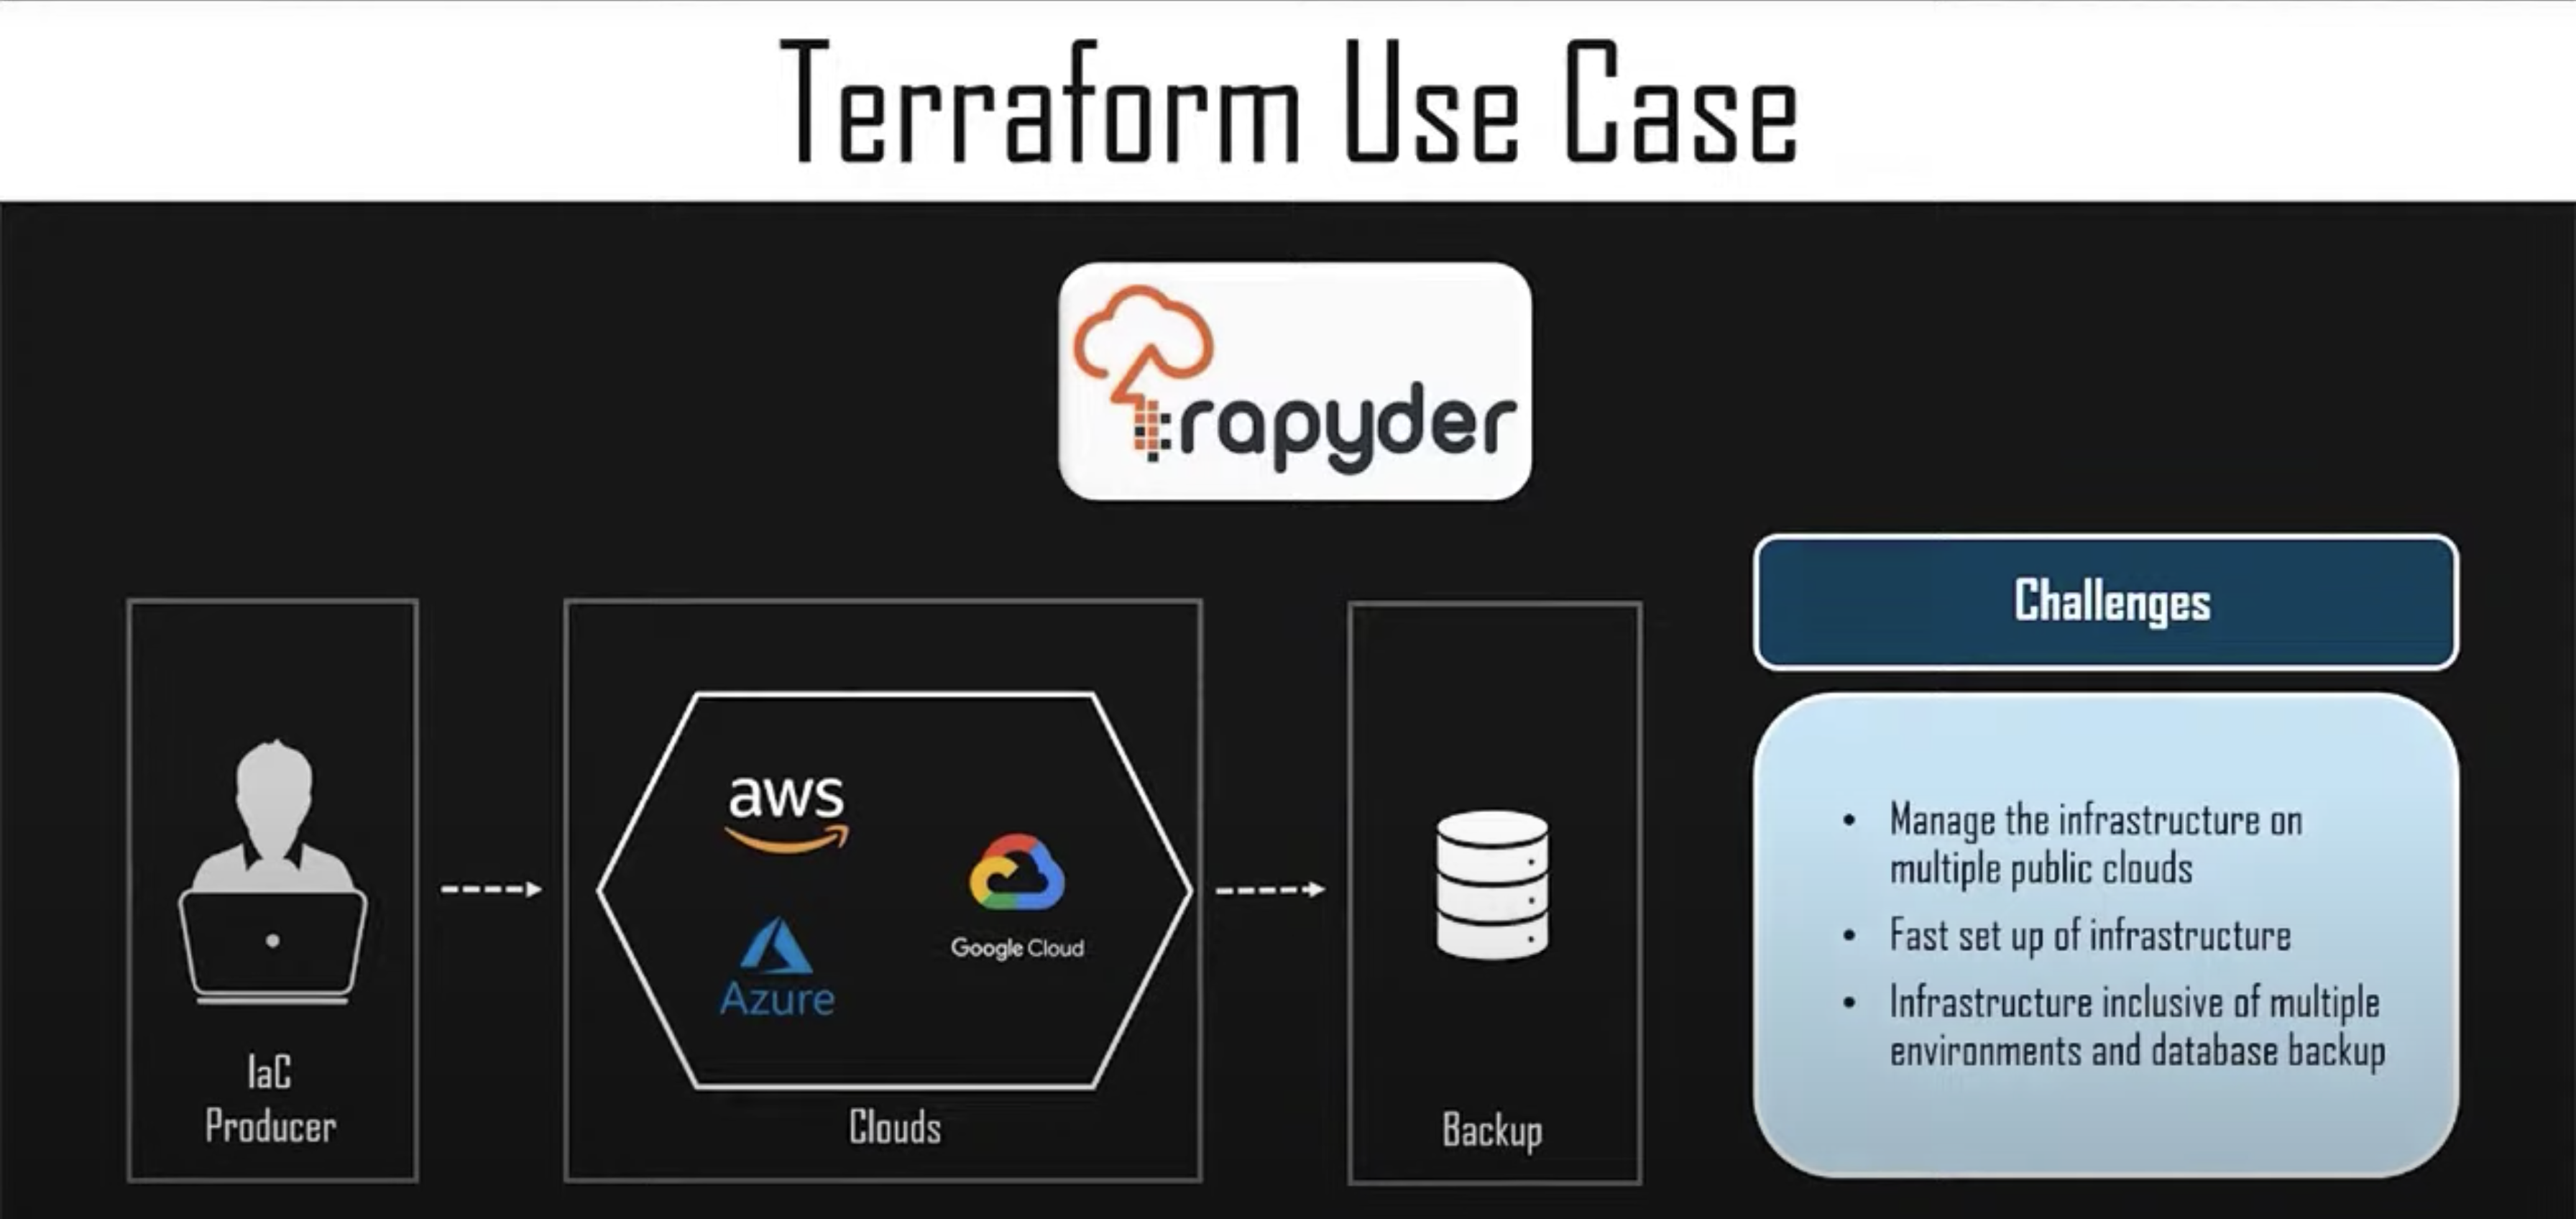 Terraform Use Case
rapyder
Challenges
aws
Google Cloud
Azure
IaC
Producer
Clouds
Backup
• Manage the infrastructure on
multiple public clouds
• Fast set up of infrastructure
• Infrastructure inclusive of multiple
environments and database backup